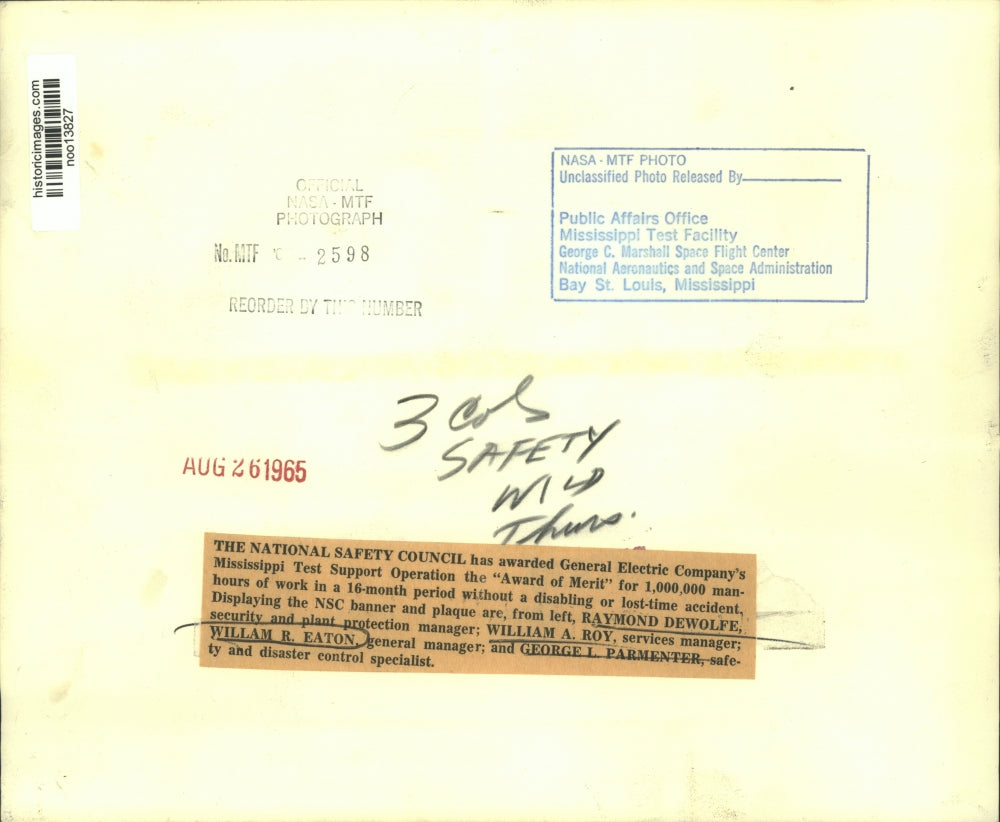 historicimages.com
noo13827
OFFICIAL
NASA - MTF
PHOTOGRAPH
No. MTF 2598
REORDER BY THIS NUMBER
NASA - MTF PHOTO
Unclassified Photo Released By
Public Affairs Office
Mississippi Test Facility
George C. Marshall Space Flight Center
National Aeronautics and Space Administration
Bay St. Louis, Mississippi
3 Cols
SAFETY
WILD
Thurs.
AUG 26 1965
THE NATIONAL SAFETY COUNCIL has awarded General Electric Company's
Mississippi Test Support Operation the "Award of Merit" for 1,000,000 man-
hours of work in a 16-month period without a disabling or lost-time accident,
Displaying the NSC banner and plaque are, from left, RAYMOND DEWOLFE,
security and plant protection manager; WILLIAM A. ROY, services manager;
WILLAM R. EATON, general manager; and GEORGE L. PARMENTER, safe-
ty and disaster control specialist.